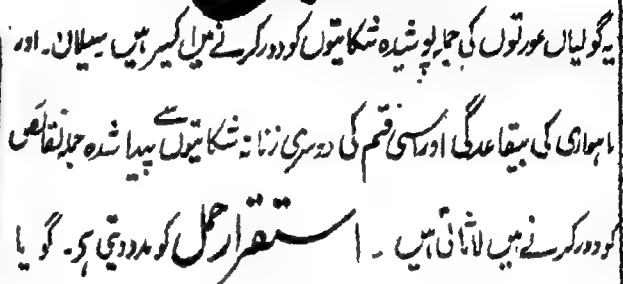 یہ گولیاں عورتوں کی جملہ پوشیدہ شکایتوں کو دور کرنے میں اکسیر ہیں سیلان۔ اور
ماہواری کی بیقاعدگی اور اسی قسم کی دوسری زنانہ شکایتوں سے پیدا شدہ جملہ نقائص
کو دور کرنے میں لاثانی ہیں ۔ استقرار حمل کو مدد دیتی ہے۔ گویا